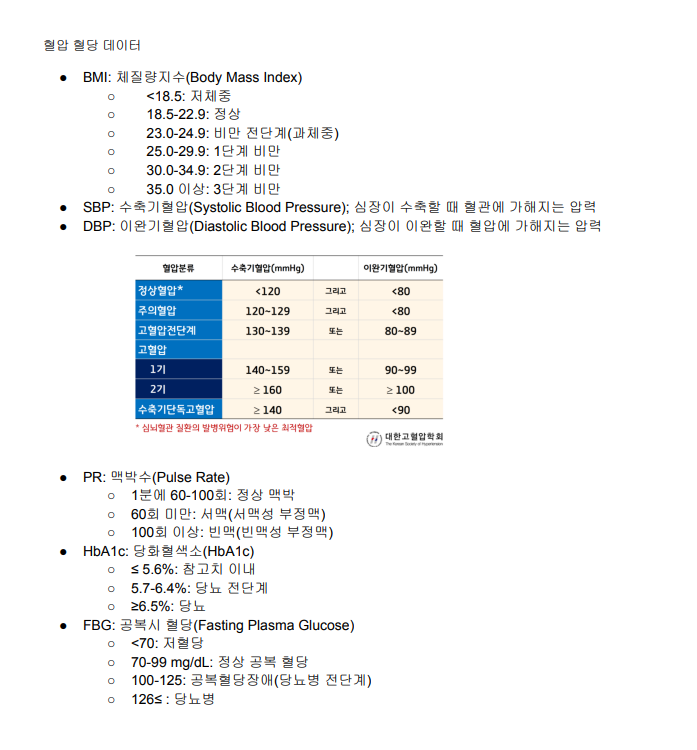 혈압 혈당 데이터
● BMI: 체질량지수(Body Mass Index)
○ <18.5: 저체중
○ 18.5-22.9: 정상
○ 23.0-24.9: 비만 전단계(과체중)
○ 25.0-29.9: 1단계 비만
○ 30.0-34.9: 2단계 비만
○ 35.0 이상: 3단계 비만
● SBP: 수축기혈압(Systolic Blood Pressure); 심장이 수축할 때 혈관에 가해지는 압력
● DBP: 이완기혈압(Diastolic Blood Pressure); 심장이 이완할 때 혈압에 가해지는 압력
혈압분류 수축기혈압(mmHg) 이완기혈압(mmHg)
정상혈압* <120 그리고 <80
주의혈압 120~129 그리고 <80
고혈압전단계 130~139 또는 80~89
고혈압
1기 140~159 또는 90~99
2기 ≥ 160 또는 ≥ 100
수축기단독고혈압 ≥ 140 그리고 <90
* 심뇌혈관 질환의 발병위험이 가장 낮은 최적혈압
대한고혈압학회
The Korean Society of Hypertension
● PR: 맥박수(Pulse Rate)
○ 1분에 60-100회: 정상 맥박
○ 60회 미만: 서맥(서맥성 부정맥)
○ 100회 이상: 빈맥(빈맥성 부정맥)
● HbA1c: 당화혈색소(HbA1c)
○ ≤ 5.6%: 참고치 이내
○ 5.7-6.4%: 당뇨 전단계
○ ≥6.5%: 당뇨
● FBG: 공복시 혈당(Fasting Plasma Glucose)
○ <70: 저혈당
○ 70-99 mg/dL: 정상 공복 혈당
○ 100-125: 공복혈당장애(당뇨병 전단계)
○ 126≤ : 당뇨병